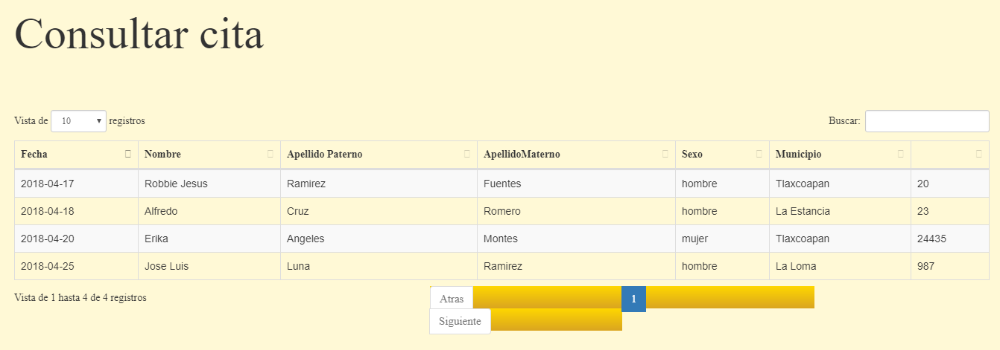 Consultar cita
Vista de 10 registros Buscar:
Fecha Nombre Apellido Paterno ApellidoMaterno Sexo Municipio
2018-04-17 Robbie Jesus Ramirez Fuentes hombre Tlaxcoapan 20
2018-04-18 Alfredo Cruz Romero hombre La Estancia 23
2018-04-20 Erika Angeles Montes mujer Tlaxcoapan 24435
2018-04-25 Jose Luis Luna Ramirez hombre La Loma 987
Vista de 1 hasta 4 de 4 registros Atras 1
Siguiente